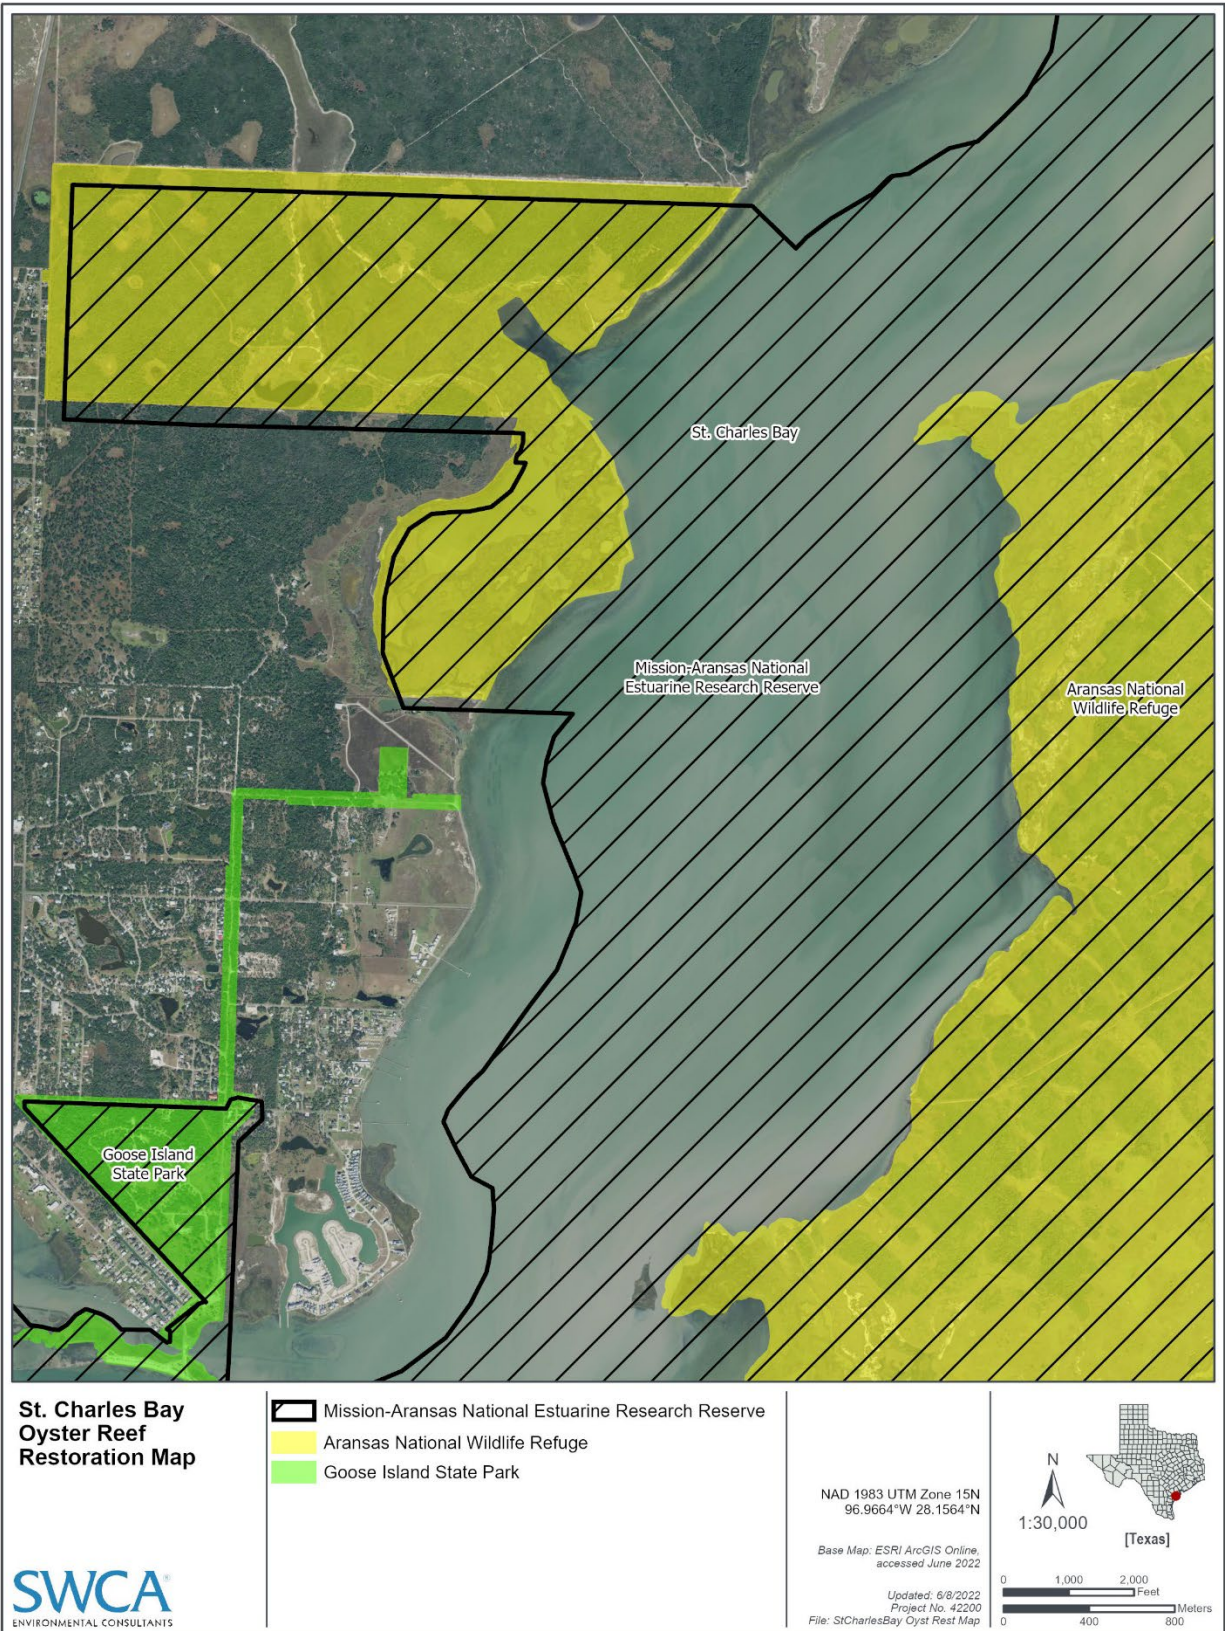 St. Charles Bay
Mission-Aransas National
Estuarine Research Reserve
Aransas National
Wildlife Refuge
Goose Island
State Park
St. Charles Bay
Oyster Reef
Restoration Map
SWCA®
ENVIRONMENTAL CONSULTANTS
Mission-Aransas National Estuarine Research Reserve
Aransas National Wildlife Refuge
Goose Island State Park
NAD 1983 UTM Zone 15N
96.9664°W 28.1564°N
Base Map: ESRI ArcGIS Online,
accessed June 2022
Updated: 6/8/2022
Project No. 42200
File: StCharlesBay Oyst Rest Map
N
1:30,000
[Texas]
0 1,000 2,000
Feet
Meters
0 400 800